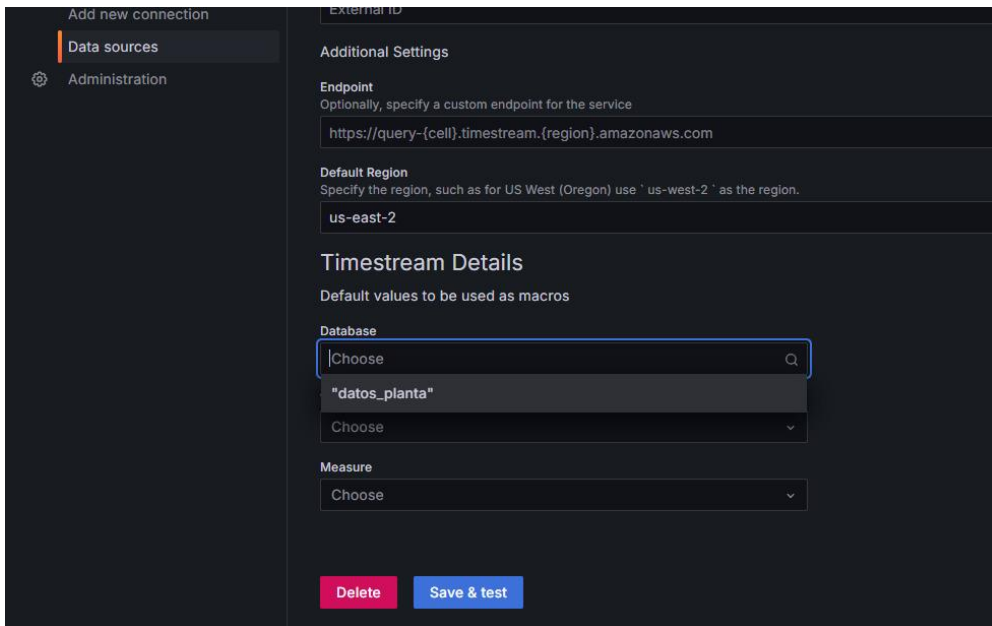 Add new connection
Data sources
Administration
External ID
Additional Settings
Endpoint
Optionally, specify a custom endpoint for the service
https://query-{cell}.timestream.{region}.amazonaws.com
Default Region
Specify the region, such as for US West (Oregon) use ` us-west-2 ` as the region.
us-east-2
Timestream Details
Default values to be used as macros
Database
Choose
"datos_planta"
Choose
Measure
Choose
Delete
Save & test